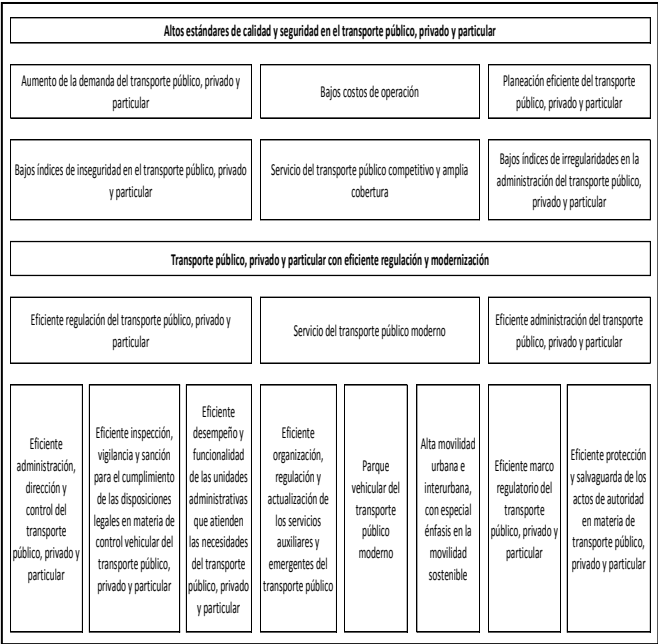 Altos estándares de calidad y seguridad en el transporte público, privado y particular
Aumento de la demanda del transporte público, privado y
particular
Bajos costos de operación
Planeación eficiente del transporte
público, privado y particular
Bajos índices de inseguridad en el transporte público, privado
y particular
Servicio del transporte público competitivo y amplia
cobertura
Bajos índices de irregularidades en la
administración del transporte público,
privado y particular
Transporte público, privado y particular con eficiente regulación y modernización
Eficiente regulación del transporte público, privado y
particular
Servicio del transporte público moderno
Eficiente administración del transporte
público, privado y particular
Eficiente
administración,
dirección y
control del
transporte
público, privado y
particular
Eficiente inspección,
vigilancia y sanción
para el cumplimiento
de las disposiciones
legales en materia de
control vehicular del
transporte público,
privado y particular
Eficiente
desempeño y
funcionalidad
de las unidades
administrativas
que atienden
las necesidades
del transporte
público, privado
y particular
Eficiente
organización,
regulación y
actualización de
los servicios
auxiliares y
emergentes del
transporte público
Parque
vehicular del
transporte
público
moderno
Alta movilidad
urbana e
interurbana,
con especial
énfasis en la
movilidad
sostenible
Eficiente marco
regulatorio del
transporte
público, privado y
particular
Eficiente protección
y salvaguarda de los
actos de autoridad
en materia de
transporte público,
privado y particular